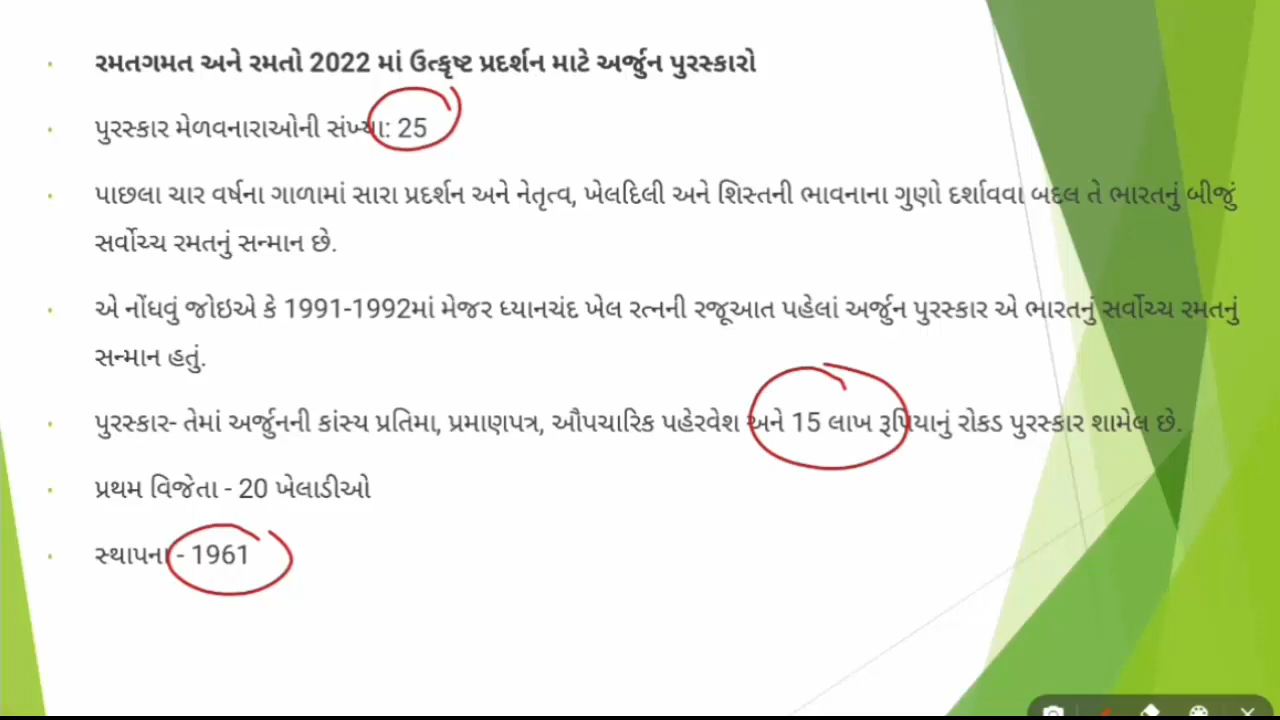 રમતગમત અને રમતો 2022 માં ઉત્કૃષ્ટ પ્રદર્શન માટે અર્જુન પુરસ્કારો
પુરસ્કાર મેળવનારાઓની સંખ્યા: 25
પાછલા ચાર વર્ષના ગાળામાં સારા પ્રદર્શન અને નેતૃત્વ, ખેલદિલી અને શિસ્તની ભાવનાના ગુણો દર્શાવવા બદલ તે ભારતનું બીજું
સર્વોચ્ચ રમતનું સન્માન છે.
એ નોંધવું જોઇએ કે 1991-1992માં મેજર ધ્યાનચંદ ખેલ રત્નની રજૂઆત પહેલાં અર્જુન પુરસ્કાર એ ભારતનું સર્વોચ્ચ રમતનું
સન્માન હતું.
પુરસ્કાર- તેમાં અર્જુનની કાંસ્ય પ્રતિમા, પ્રમાણપત્ર, ઔપચારિક પહેરવેશ અને 15 લાખ રૂપિયાનું રોકડ પુરસ્કાર શામેલ છે.
પ્રથમ વિજેતા - 20 ખેલાડીઓ
સ્થાપના - 1961